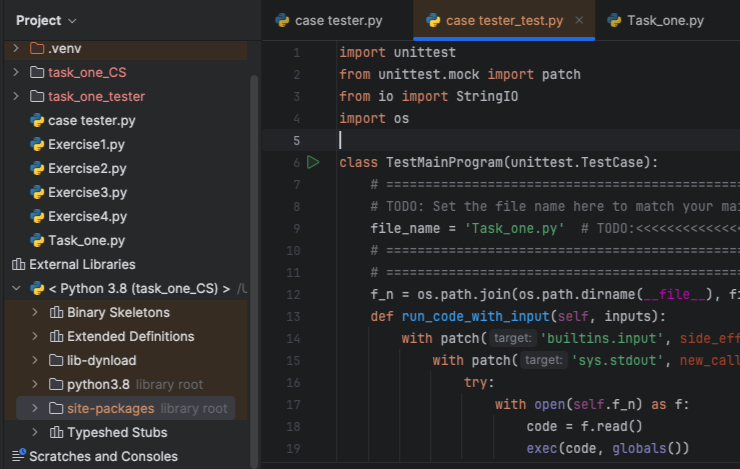 Project
.venv
task_one_CS
task_one_tester
case tester.py
Exercise1.py
Exercise2.py
Exercise3.py
Exercise4.py
Task_one.py
External Libraries
< Python 3.8 (task_one_CS) > /U
Binary Skeletons
Extended Definitions
lib-dynload
python3.8 library root
site-packages library root
Typeshed Stubs
Scratches and Consoles
case tester.py
case tester_test.py
Task_one.py
1 import unittest
2 from unittest.mock import patch
3 from io import StringIO
4 import os
5
6 class TestMainProgram(unittest.TestCase):
7 # =============================================
8 # TODO: Set the file name here to match your mai
9 file_name = 'Task_one.py' # TODO:<<<<<<<<<<<<<<
10 # =============================================
11 # =============================================
12 f_n = os.path.join(os.path.dirname(__file__), fi
13 def run_code_with_input(self, inputs):
14 with patch( target: 'builtins.input', side_eff
15 with patch( target: 'sys.stdout', new_call
16 try:
17 with open(self.f_n) as f:
18 code = f.read()
19 exec(code, globals())